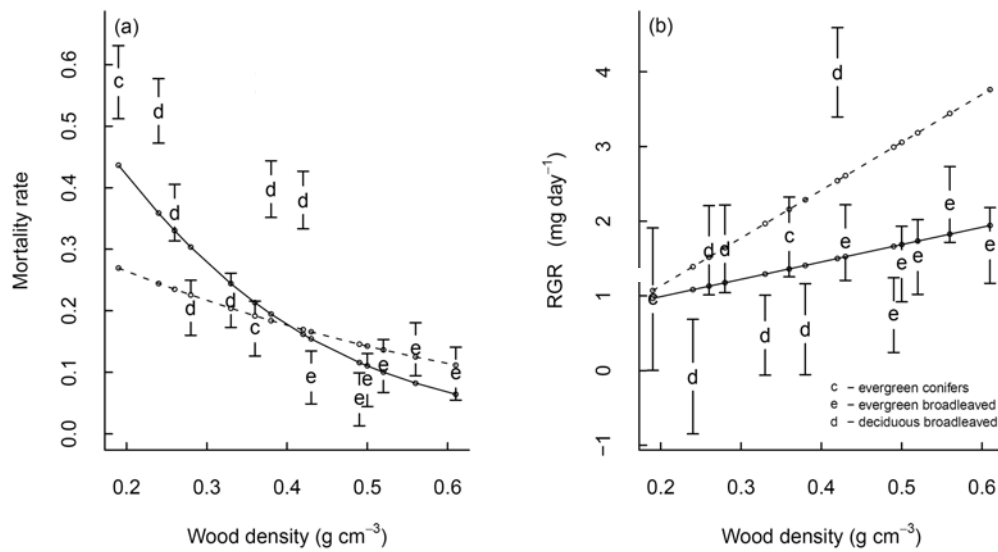 (a)
Mortality rate
0.6
0.5
0.4
0.3
0.2
0.1
0.0
c
d
d
d
d
c
d
d
e
e
e
e
e
e
0.2 0.3 0.4 0.5 0.6
Wood density (g cm⁻³)
(b)
RGR (mg day⁻¹)
4
3
2
1
0
−1
e
d
d
d
d
c
d
d
e
e
e
e
e
e
c – evergreen conifers
e – evergreen broadleaved
d – deciduous broadleaved
0.2 0.3 0.4 0.5 0.6
Wood density (g cm⁻³)